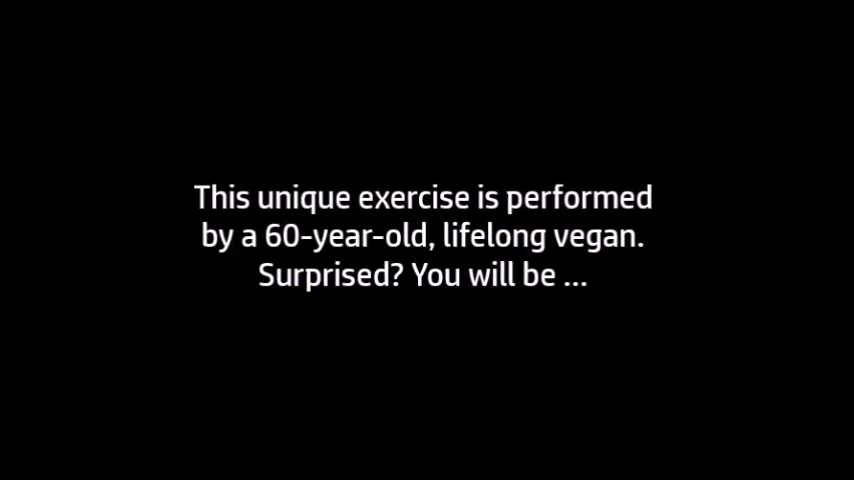 This unique exercise is performed
by a 60-year-old, lifelong vegan.
Surprised? You will be ...